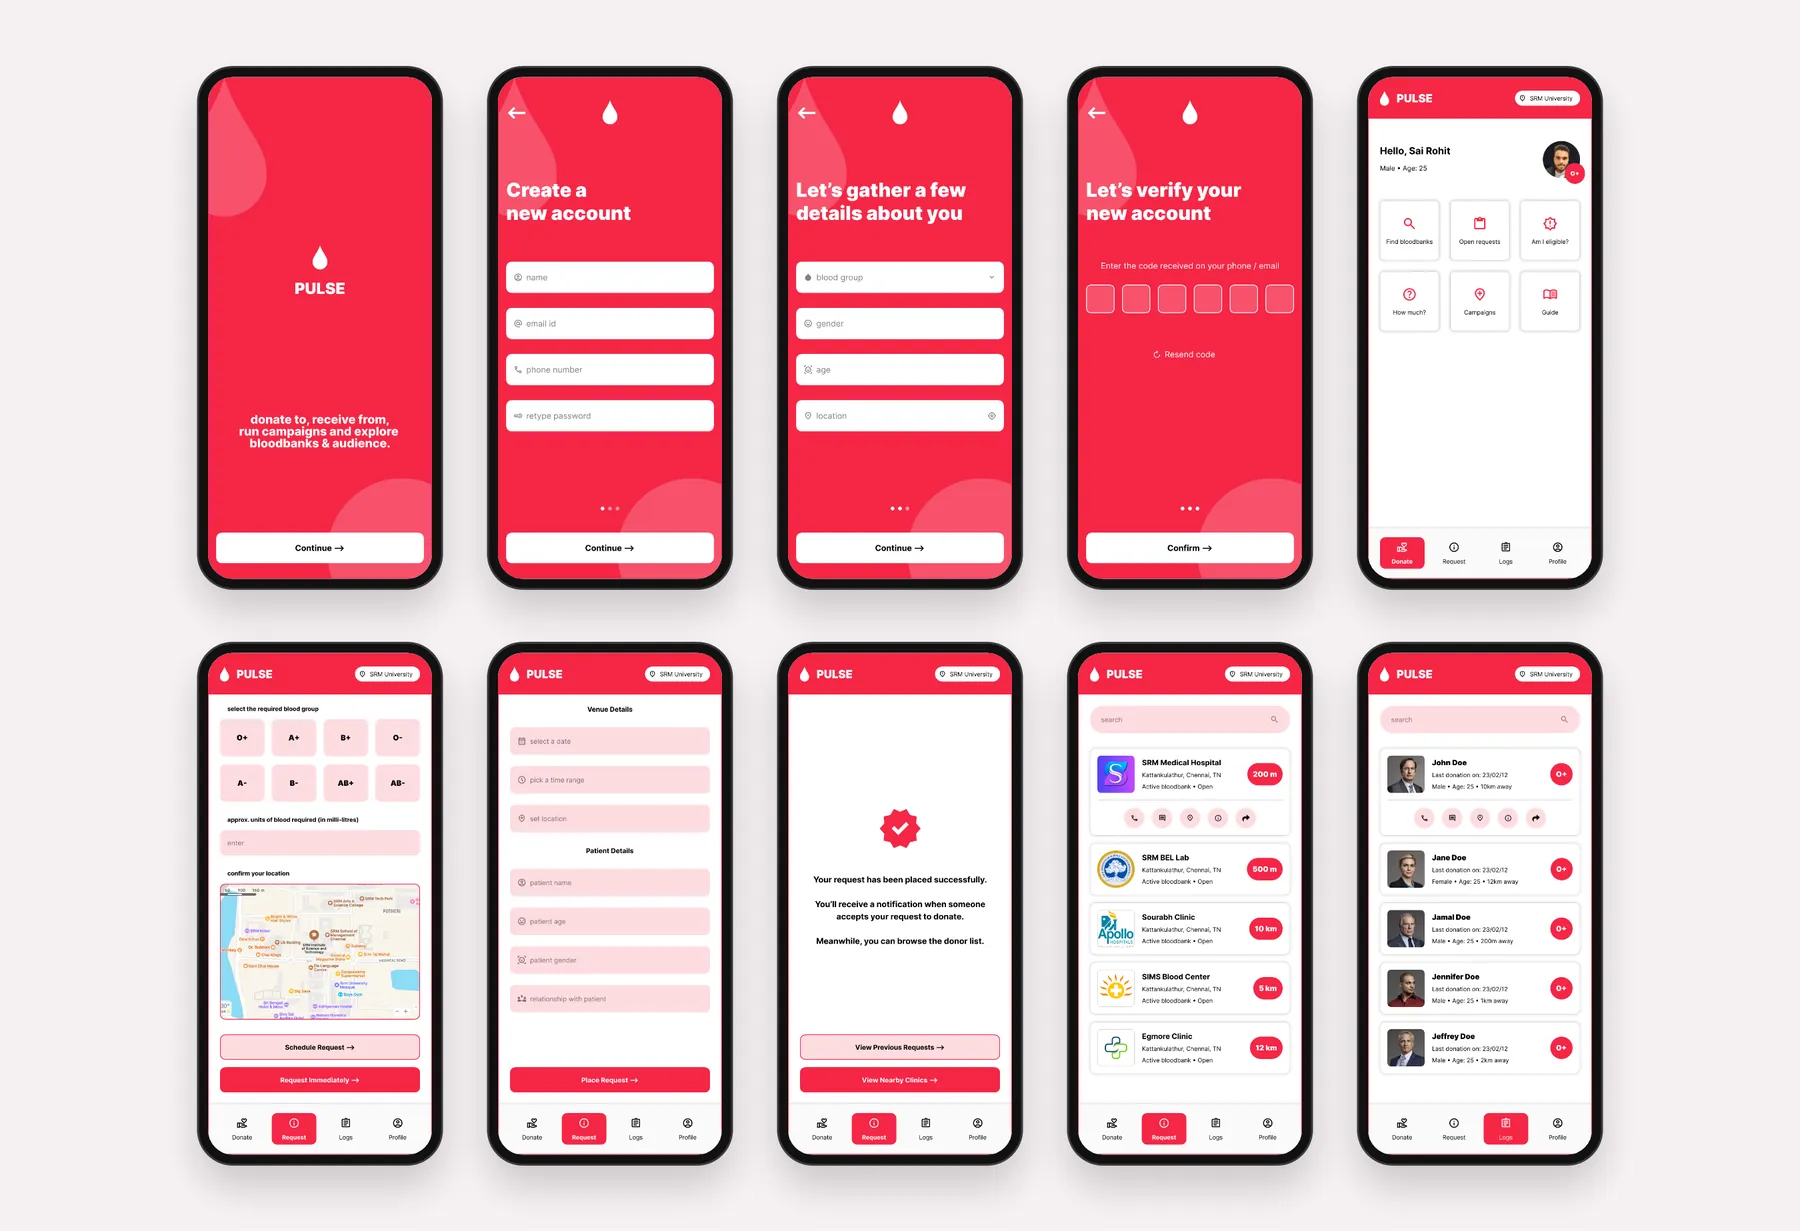 PULSE
donate to, receive from,
run campaigns and explore
bloodbanks & audience.
Continue →
Create a
new account
name
email id
phone number
retype password
Continue →
Let's gather a few
details about you
blood group
gender
age
location
Continue →
Let's verify your
new account
Enter the code received on your phone / email
Resend code
Confirm →
PULSE
SRM University
Hello, Sai Rohit
Male • Age: 25
O+
Find bloodbanks
Open requests
Am I eligible?
How much?
Campaigns
Guide
Donate
Request
Logs
Profile
PULSE
SRM University
select the required blood group
O+
A+
B+
O-
A-
B-
AB+
AB-
approx. units of blood required (in milli-litres)
enter
confirm your location
POTHERI
Schedule Request →
Request Immediately →
Donate
Request
Logs
Profile
PULSE
SRM University
Venue Details
select a date
pick a time range
set location
Patient Details
patient name
patient age
patient gender
relationship with patient
Place Request →
Donate
Request
Logs
Profile
PULSE
SRM University
Your request has been placed successfully.
You'll receive a notification when someone
accepts your request to donate.
Meanwhile, you can browse the donor list.
View Previous Requests →
View Nearby Clinics →
Donate
Request
Logs
Profile
PULSE
SRM University
search
SRM Medical Hospital
Kattankulathur, Chennai, TN
Active bloodbank • Open
200 m
SRM BEL Lab
Kattankulathur, Chennai, TN
Active bloodbank • Open
500 m
Apollo
HOSPITALS
Sourabh Clinic
Kattankulathur, Chennai, TN
Active bloodbank • Open
10 km
SIMS Blood Center
Kattankulathur, Chennai, TN
Active bloodbank • Open
5 km
Egmore Clinic
Kattankulathur, Chennai, TN
Active bloodbank • Open
12 km
Donate
Request
Logs
Profile
PULSE
SRM University
search
John Doe
Last donation on: 23/02/12
Male • Age: 25 • 10km away
O+
Jane Doe
Last donation on: 23/02/12
Female • Age: 25 • 12km away
O+
Jamal Doe
Last donation on: 23/02/12
Male • Age: 25 • 200m away
O+
Jennifer Doe
Last donation on: 23/02/12
Male • Age: 25 • 1km away
O+
Jeffrey Doe
Last donation on: 23/02/12
Male • Age: 25 • 2km away
O+
Donate
Request
Logs
Profile